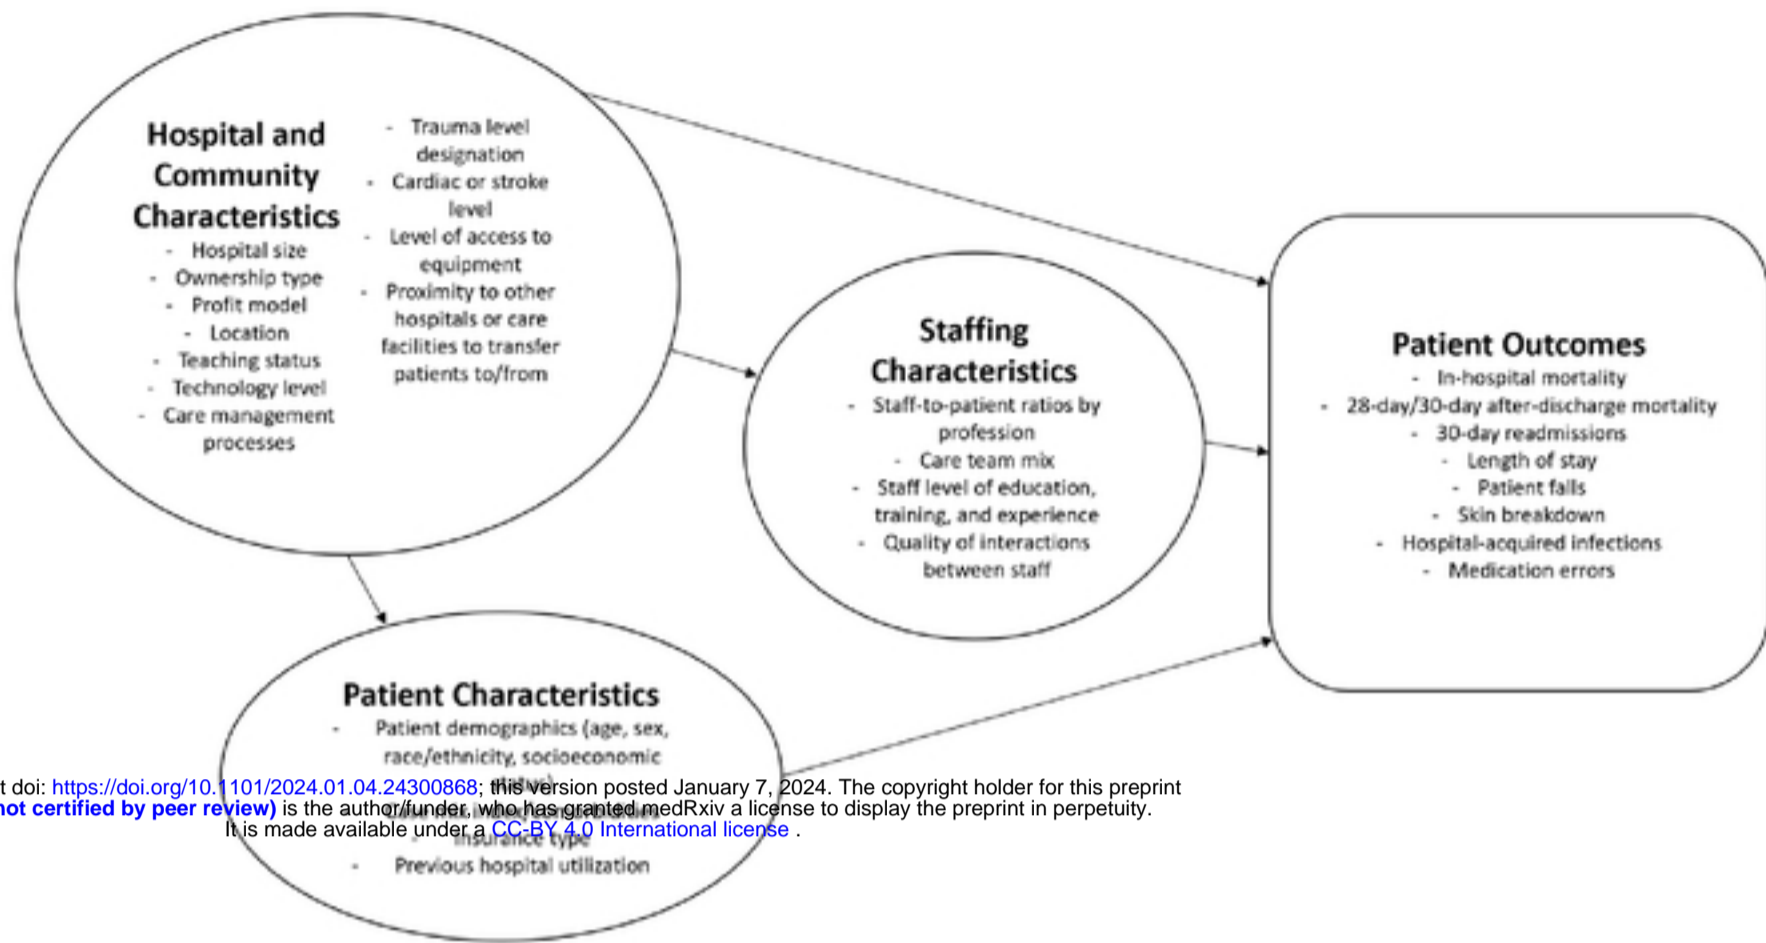 Hospital and
Community
Characteristics
- Hospital size
- Ownership type
- Profit model
- Location
- Teaching status
- Technology level
- Care management
processes
- Trauma level
designation
- Cardiac or stroke
level
- Level of access to
equipment
- Proximity to other
hospitals or care
facilities to transfer
patients to/from
Staffing
Characteristics
- Staff-to-patient ratios by
profession
- Care team mix
- Staff level of education,
training, and experience
- Quality of interactions
between staff
Patient Outcomes
- In-hospital mortality
- 28-day/30-day after-discharge mortality
- 30-day readmissions
- Length of stay
- Patient falls
- Skin breakdown
- Hospital-acquired infections
- Medication errors
Patient Characteristics
- Patient demographics (age, sex,
race/ethnicity, socioeconomic
status)
- Insurance type
- Previous hospital utilization
t doi: https://doi.org/10.1101/2024.01.04.24300868; this version posted January 7, 2024. The copyright holder for this preprint
not certified by peer review) is the author/funder, who has granted medRxiv a license to display the preprint in perpetuity.
It is made available under a CC-BY 4.0 International license .